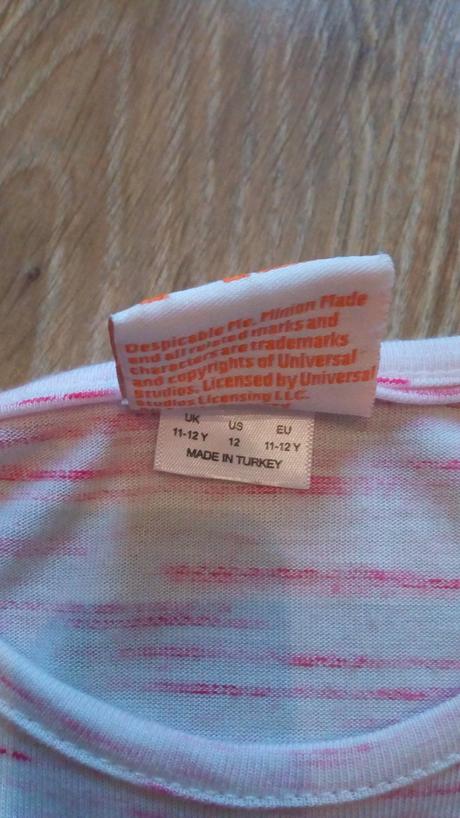 Despicable Me, Minion Made
and all related marks and
characters are trademarks
and copyrights of Universal
Studios. Licensed by Universal
Studios Licensing LLC.
UK US EU
11-12 Y 12 11-12 Y
MADE IN TURKEY